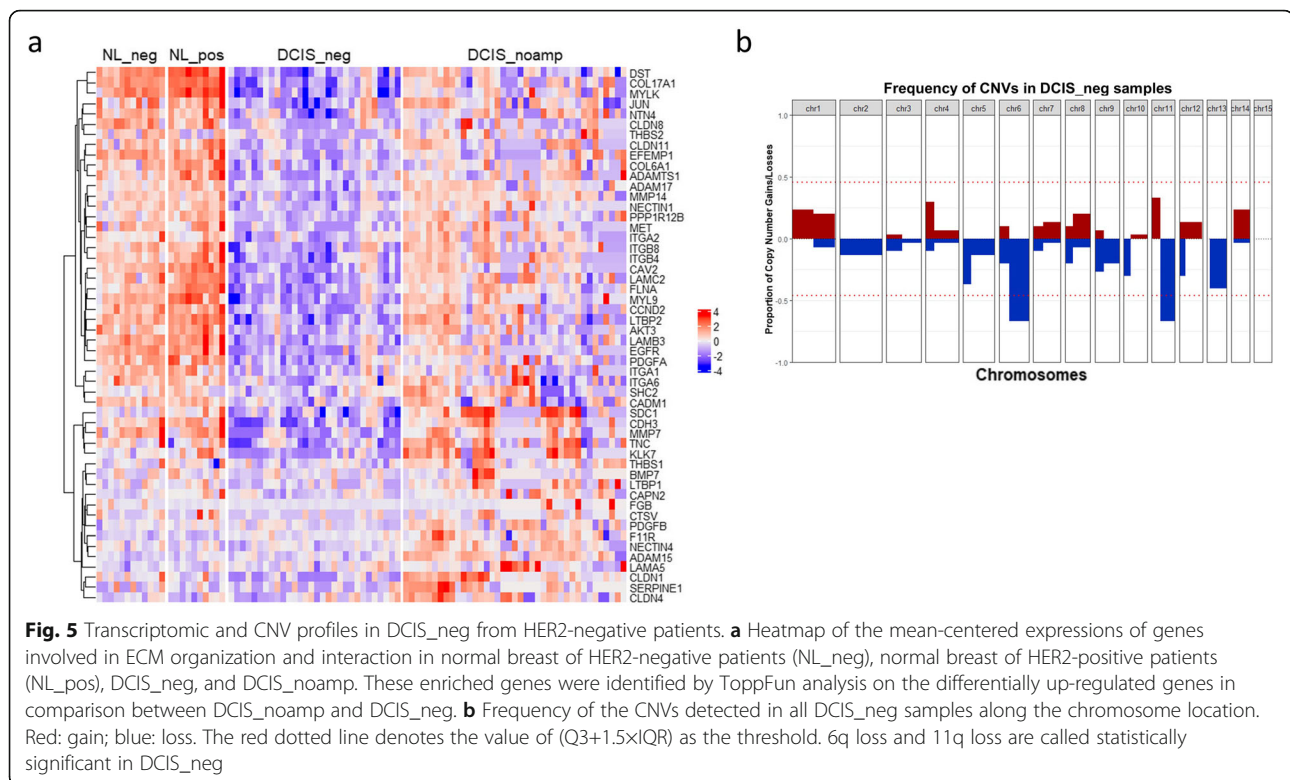 a
NL_neg NL_pos DCIS_neg DCIS_noamp
DST
COL17A1
MYLK
JUN
NTN4
CLDN8
THBS2
CLDN11
EFEMP1
COL6A1
ADAMTS1
ADAM17
MMP14
NECTIN1
PPP1R12B
MET
ITGA2
ITGB8
ITGB4
CAV2
LAMC2
FLNA
MYL9
CCND2
LTBP2
AKT3
LAMB3
EGFR
PDGFA
ITGA1
ITGA6
SHC2
CADM1
SDC1
CDH3
MMP7
TNC
KLK7
THBS1
BMP7
LTBP1
CAPN2
FGB
CTSV
PDGFB
F11R
NECTIN4
ADAM15
LAMA5
CLDN1
SERPINE1
CLDN4
4
2
0
-2
-4
b
Frequency of CNVs in DCIS_neg samples
chr1 chr2 chr3 chr4 chr5 chr6 chr7 chr8 chr9 chr10 chr11 chr12 chr13 chr14 chr15
Proportion of Copy Number Gains/Losses
1.0
0.5
0.0
-0.5
-1.0
Chromosomes
Fig. 5 Transcriptomic and CNV profiles in DCIS_neg from HER2-negative patients. a Heatmap of the mean-centered expressions of genes
involved in ECM organization and interaction in normal breast of HER2-negative patients (NL_neg), normal breast of HER2-positive patients
(NL_pos), DCIS_neg, and DCIS_Tnoamp. These enriched genes were identified by ToppFun analysis on the differentially up-regulated genes in
comparison between DCIS_noamp and DCIS_neg. b Frequency of the CNVs detected in all DCIS_neg samples along the chromosome location.
Red: gain; blue: loss. The red dotted line denotes the value of (Q3+1.5×IQR) as the threshold. 6q loss and 11q loss are called statistically
significant in DCIS_neg